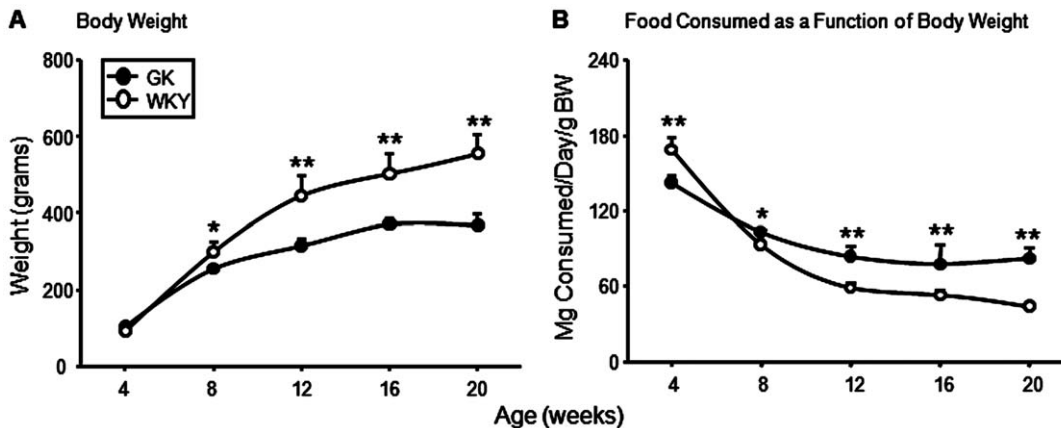 A Body Weight
Weight (grams)
800
600
400
200
0
GK
WKY
*
**
**
**
4 8 12 16 20
B Food Consumed as a Function of Body Weight
Mg Consumed/Day/g BW
240
180
120
60
0
**
*
**
**
**
4 8 12 16 20
Age (weeks)